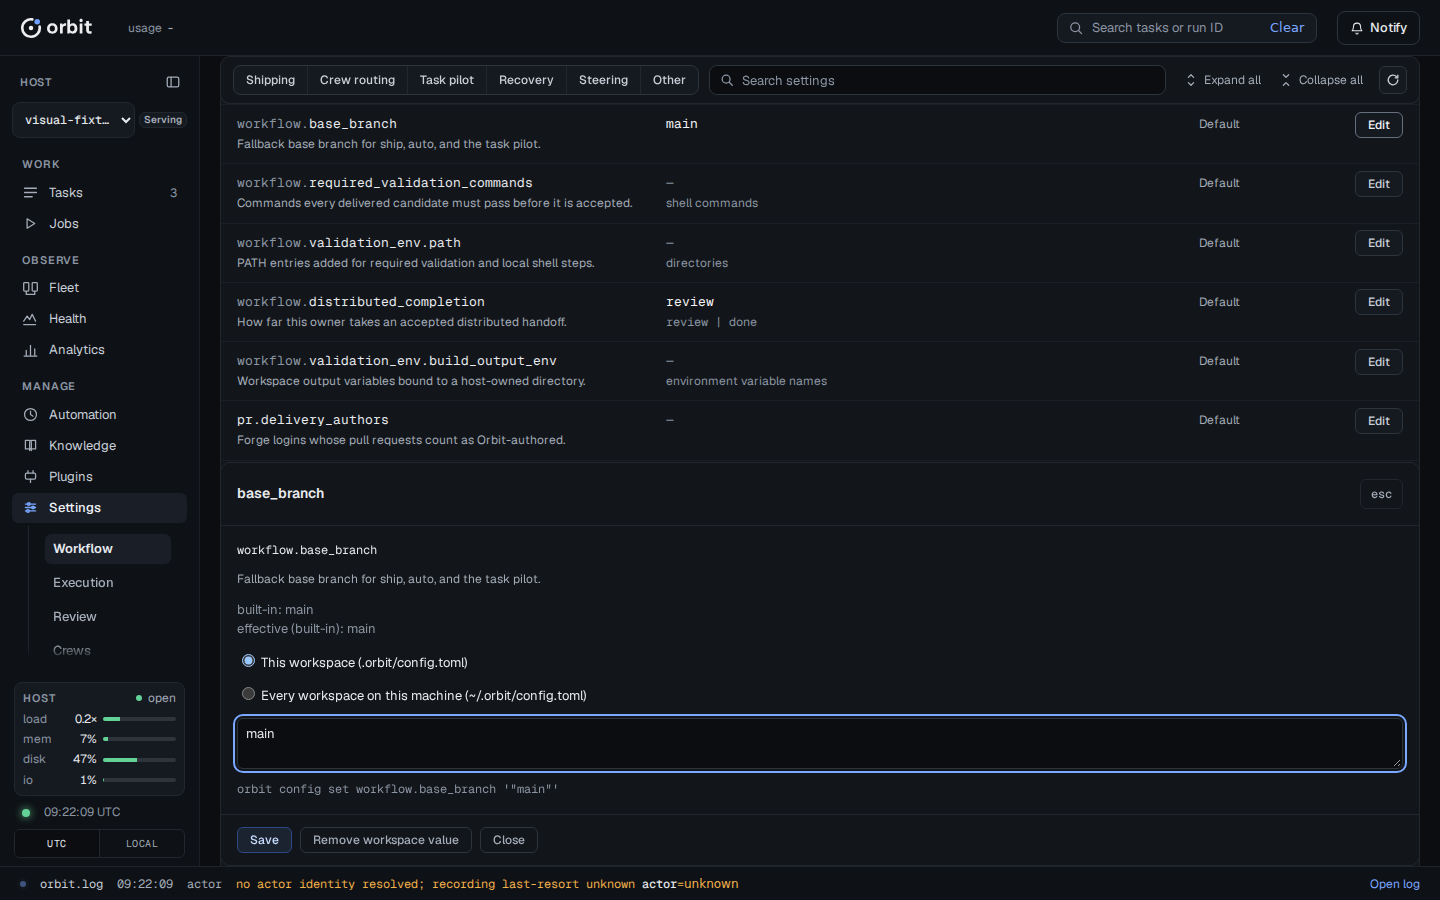 orbit
usage -
Search tasks or run ID
Clear
Notify
HOST
visual-fixt…
Serving
WORK
Tasks 3
Jobs
OBSERVE
Fleet
Health
Analytics
MANAGE
Automation
Knowledge
Plugins
Settings
Workflow
Execution
Review
Crews
HOST open
load 0.2×
mem 7%
disk 47%
io 1%
09:22:09 UTC
UTC LOCAL
Shipping Crew routing Task pilot Recovery Steering Other
Search settings
Expand all
Collapse all
workflow.base_branch main Default Edit
Fallback base branch for ship, auto, and the task pilot.
workflow.required_validation_commands — Default Edit
Commands every delivered candidate must pass before it is accepted. shell commands
workflow.validation_env.path — Default Edit
PATH entries added for required validation and local shell steps. directories
workflow.distributed_completion review Default Edit
How far this owner takes an accepted distributed handoff. review | done
workflow.validation_env.build_output_env — Default Edit
Workspace output variables bound to a host-owned directory. environment variable names
pr.delivery_authors — Default Edit
Forge logins whose pull requests count as Orbit-authored.
base_branch esc
workflow.base_branch
Fallback base branch for ship, auto, and the task pilot.
built-in: main
effective (built-in): main
This workspace (.orbit/config.toml)
Every workspace on this machine (~/.orbit/config.toml)
main
orbit config set workflow.base_branch '"main"'
Save Remove workspace value Close
orbit.log 09:22:09 actor no actor identity resolved; recording last-resort unknown actor=unknown Open log